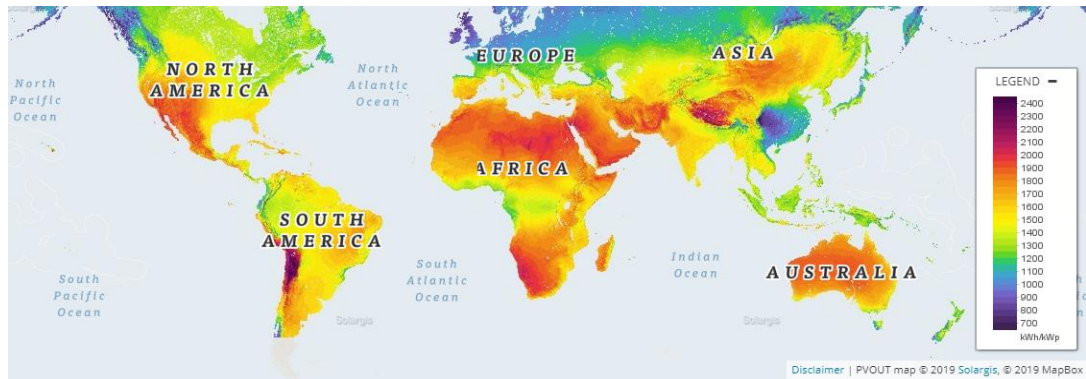 Solargis
Solargis
NORTH
AMERICA
EUROPE
ASIA
North
Pacific
Ocean
North
Atlantic
Ocean
AFRICA
SOUTH
AMERICA
South
Pacific
Ocean
South
Atlantic
Ocean
Indian
Ocean
AUSTRALIA
Solargis
Solargis
LEGEND
2400
2300
2200
2100
2000
1900
1800
1700
1600
1500
1400
1300
1200
1100
1000
900
800
700
kWh/kWp
Disclaimer | PVOUT map © 2019 Solargis, © 2019 MapBox